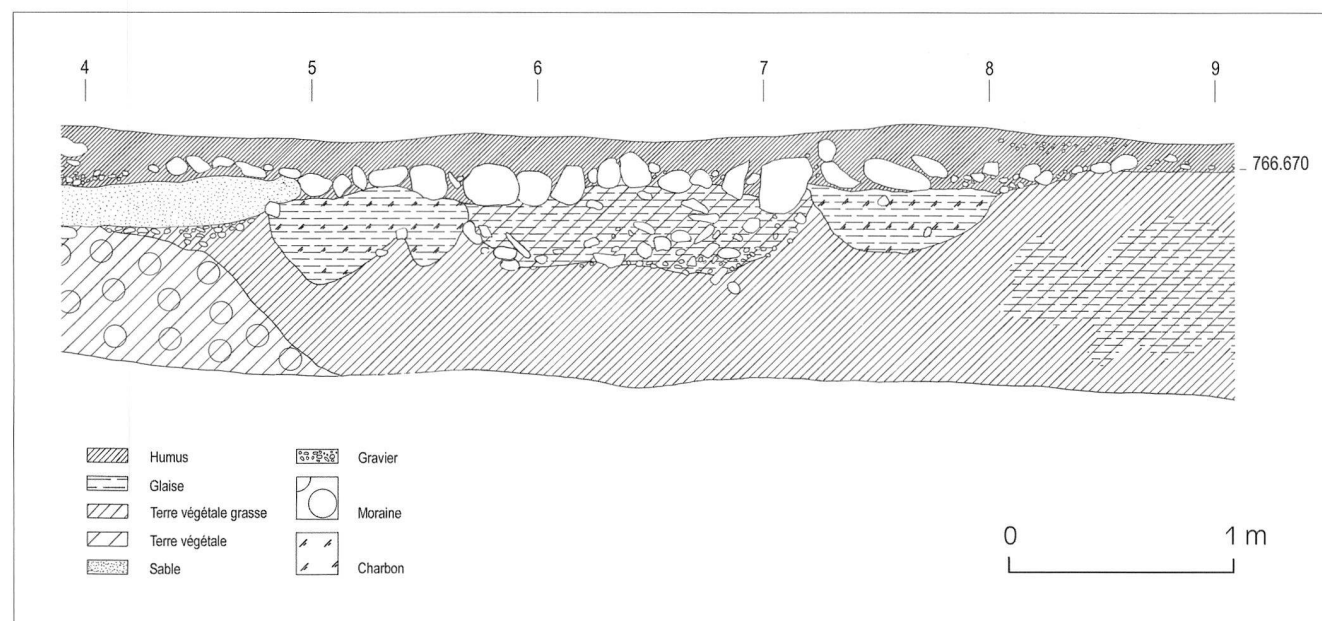 4 5 6 7 8 9
766.670
Humus
Glaise
Terre végétale grasse
Terre végétale
Sable
Gravier
Moraine
Charbon
0 1 m